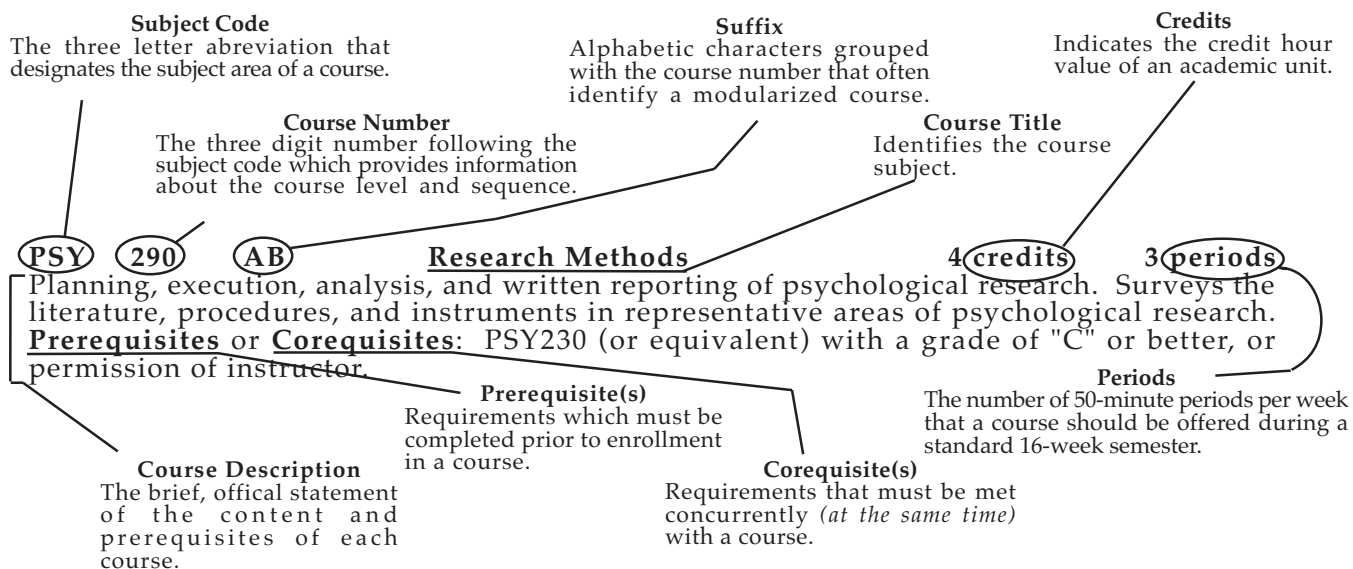 Subject Code
The three letter abreviation that
designates the subject area of a course.
Suffix
Alphabetic characters grouped
with the course number that often
identify a modularized course.
Credits
Indicates the credit hour
value of an academic unit.
Course Number
The three digit number following the
subject code which provides information
about the course level and sequence.
Course Title
Identifies the course
subject.
PSY 290 AB Research Methods 4 credits 3 periods
Planning, execution, analysis, and written reporting of psychological research. Surveys the
literature, procedures, and instruments in representative areas of psychological research.
Prerequisites or Corequisites: PSY230 (or equivalent) with a grade of "C" or better, or
permission of instructor.
Periods
The number of 50-minute periods per week
that a course should be offered during a
standard 16-week semester.
Prerequisite(s)
Requirements which must be
completed prior to enrollment
in a course.
Course Description
The brief, offical statement
of the content and
prerequisites of each
course.
Corequisite(s)
Requirements that must be met
concurrently (at the same time)
with a course.